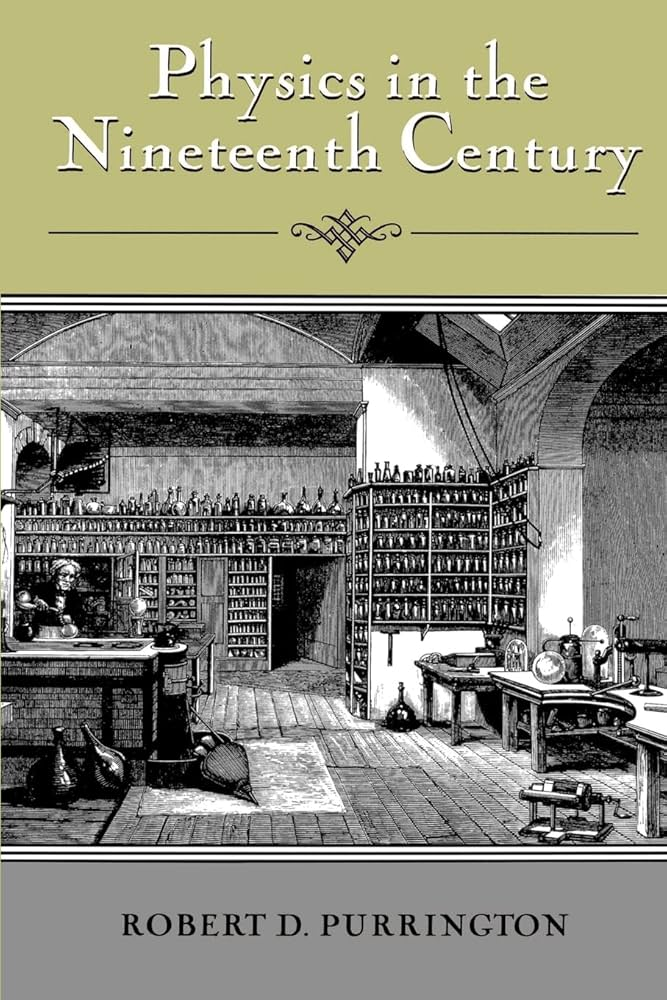 Physics in the
Nineteenth Century
ROBERT D. PURRINGTON